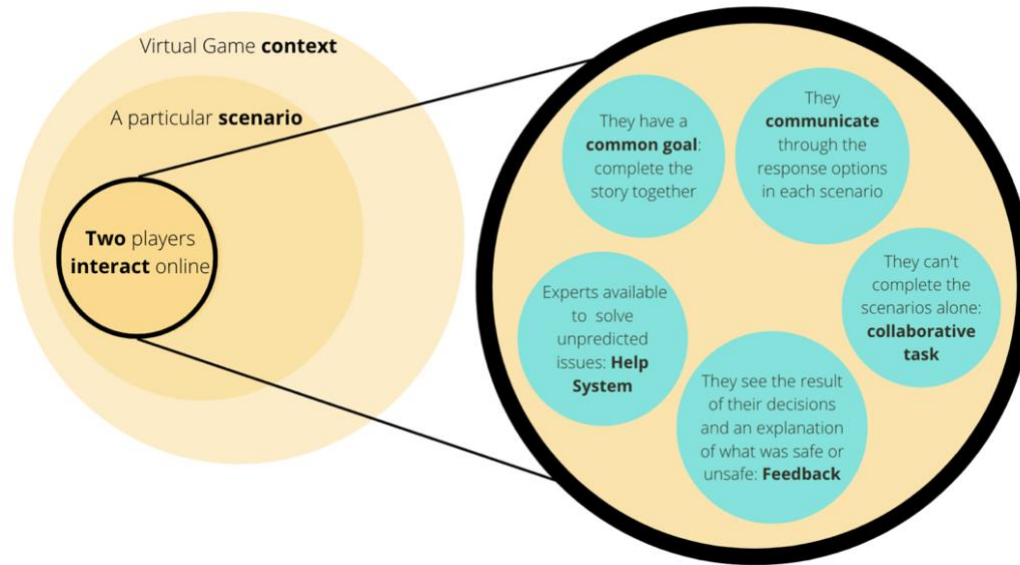 Virtual Game context
A particular scenario
Two players
interact online
They have a
common goal:
complete the
story together
They
communicate
through the
response options
in each scenario
They can't
complete the
scenarios alone:
collaborative
task
Experts available
to solve
unpredicted
issues: Help
System
They see the result
of their decisions
and an explanation
of what was safe or
unsafe: Feedback